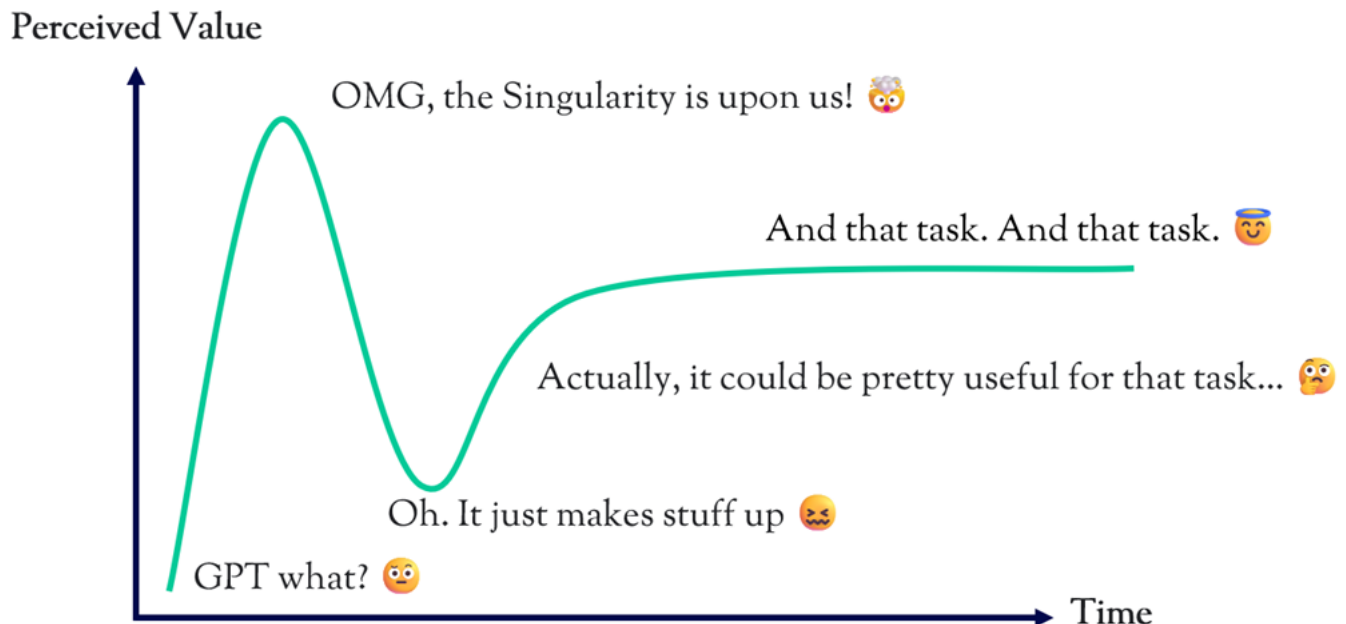 Perceived Value
OMG, the Singularity is upon us! 🤯
And that task. And that task. 😇
Actually, it could be pretty useful for that task... 🤔
Oh. It just makes stuff up 😖
GPT what? 🤨
Time